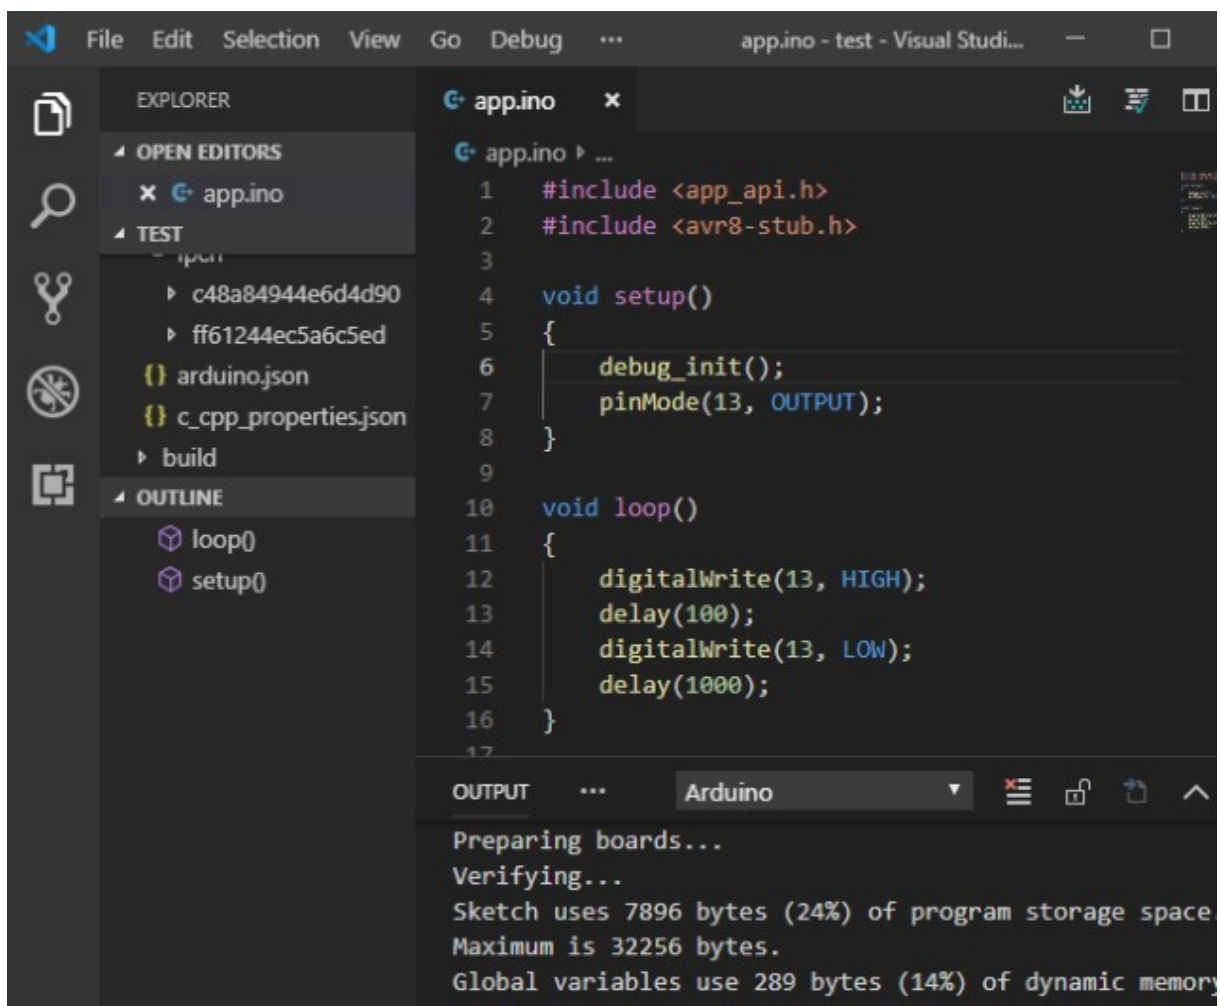 File Edit Selection View Go Debug ... app.ino - test - Visual Studi...
EXPLORER
OPEN EDITORS
app.ino
TEST
c48a84944e6d4d90
ff61244ec5a6c5ed
{} arduino.json
{} c_cpp_properties.json
build
OUTLINE
loop()
setup()
app.ino
app.ino ...
1 #include <app_api.h>
2 #include <avr8-stub.h>
3
4 void setup()
5 {
6 debug_init();
7 pinMode(13, OUTPUT);
8 }
9
10 void loop()
11 {
12 digitalWrite(13, HIGH);
13 delay(100);
14 digitalWrite(13, LOW);
15 delay(1000);
16 }
17
OUTPUT ... Arduino
Preparing boards...
Verifying...
Sketch uses 7896 bytes (24%) of program storage space.
Maximum is 32256 bytes.
Global variables use 289 bytes (14%) of dynamic memory